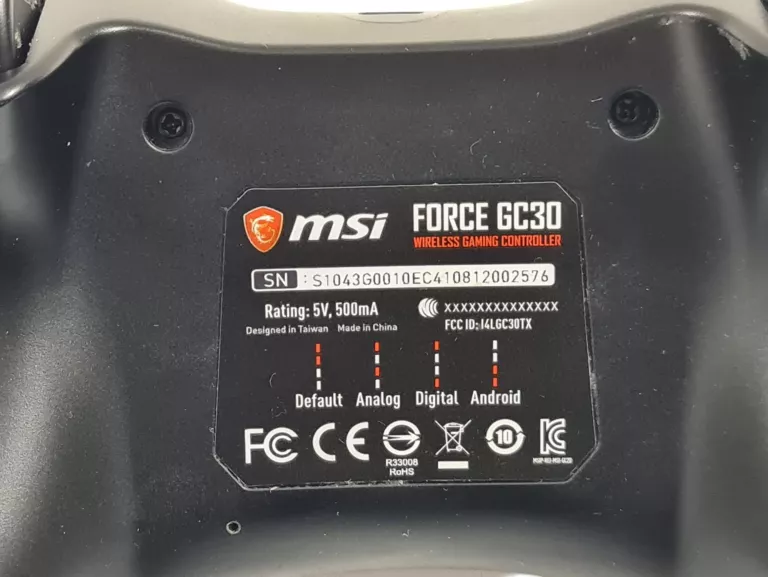 msi FORCE GC30
WIRELESS GAMING CONTROLLER
SN : S1043G0010EC410812002576
Rating: 5V, 500mA
XXXXXXXXXXXXXX
Designed in Taiwan Made in China
FCC ID: I4LGC30TX
Default Analog Digital Android
FC CE 10
R33008
RoHS